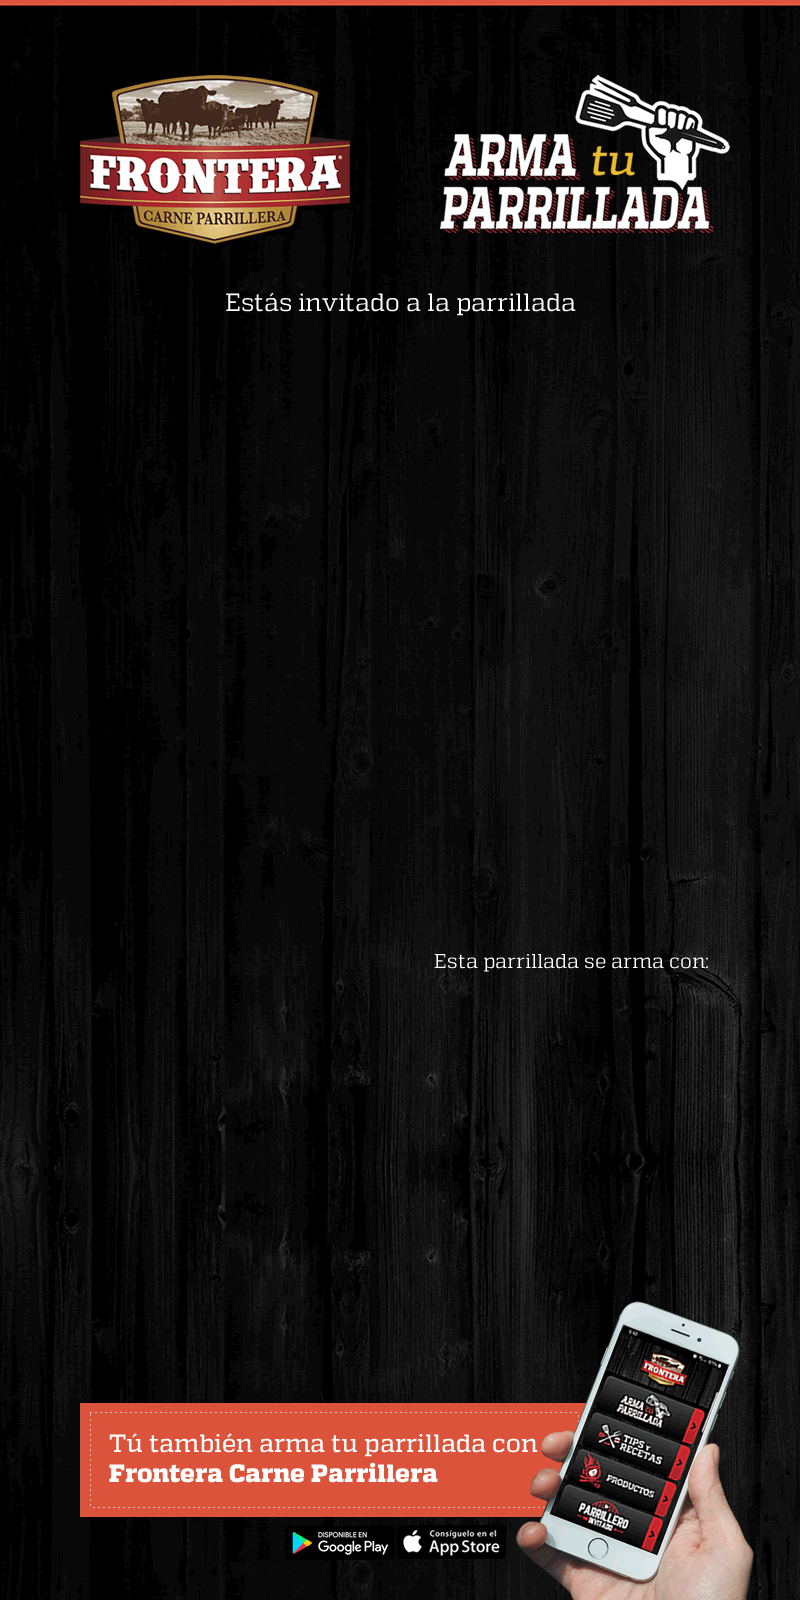 FRONTERA®
CARNE PARRILLERA
ARMA tu
PARRILLADA
Estás invitado a la parrillada
Esta parrillada se arma con:
FRONTERA
ARMA tu
PARRILLADA
TIPS Y
RECETAS
PRODUCTOS
PARRILLERO
INVITADO
Tú también arma tu parrillada con
Frontera Carne Parrillera
DISPONIBLE EN
Google Play
Consíguelo en el
App Store